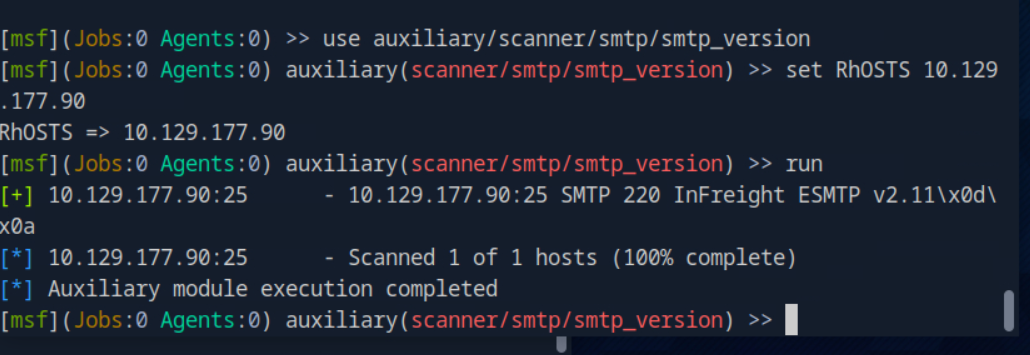 [msf](Jobs:0 Agents:0) >> use auxiliary/scanner/smtp/smtp_version
[msf](Jobs:0 Agents:0) auxiliary(scanner/smtp/smtp_version) >> set RhOSTS 10.129
.177.90
RhOSTS => 10.129.177.90
[msf](Jobs:0 Agents:0) auxiliary(scanner/smtp/smtp_version) >> run
[+] 10.129.177.90:25      - 10.129.177.90:25 SMTP 220 InFreight ESMTP v2.11\x0d\
x0a
[*] 10.129.177.90:25      - Scanned 1 of 1 hosts (100% complete)
[*] Auxiliary module execution completed
[msf](Jobs:0 Agents:0) auxiliary(scanner/smtp/smtp_version) >>